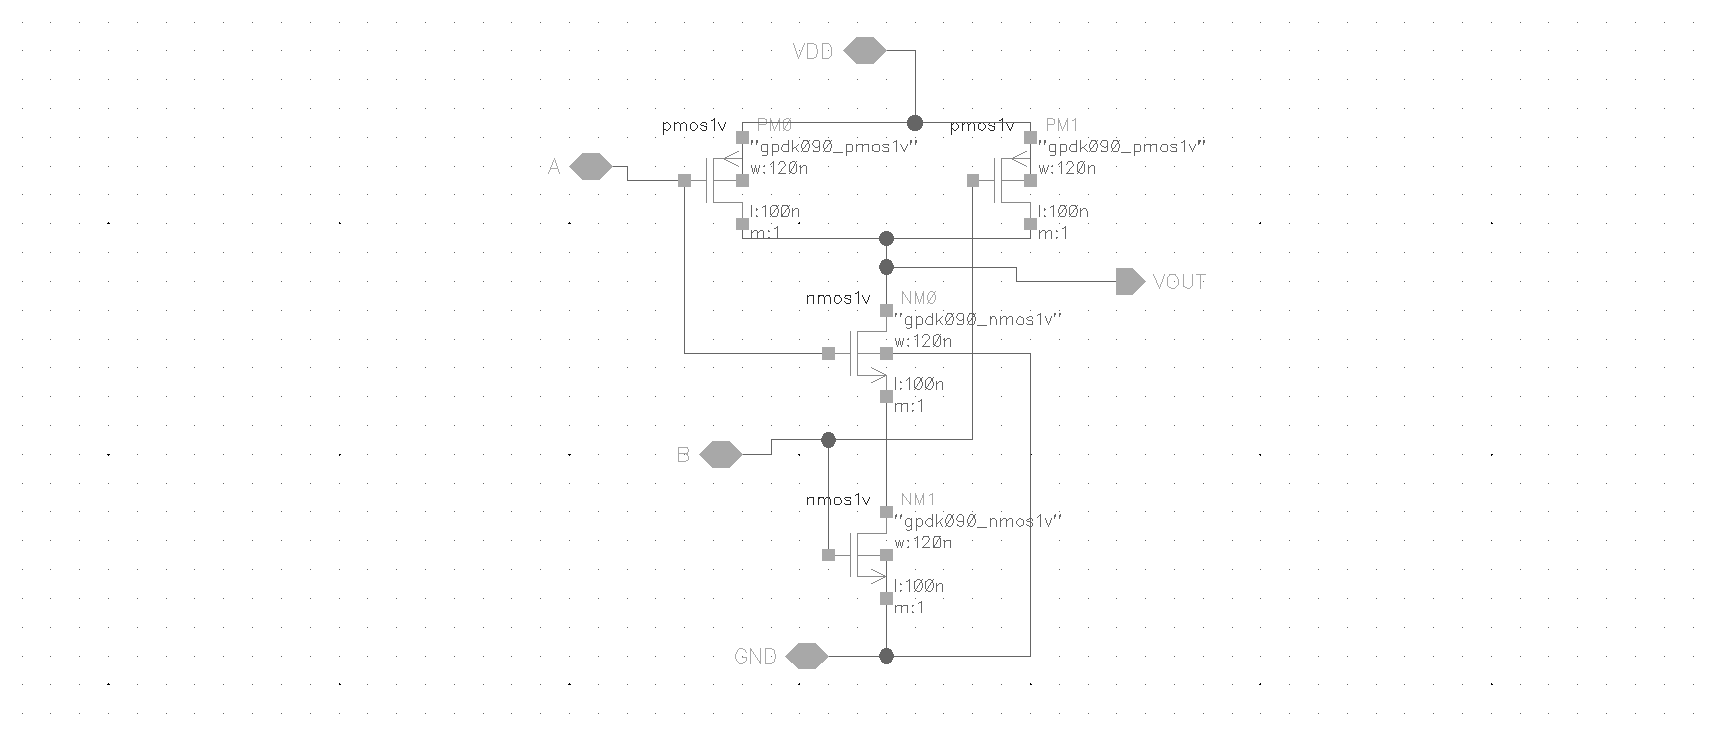 VDD
pmos1v PM0
"gpdk090_pmos1v"
w:120n
l:100n
m:1
pmos1v PM1
"gpdk090_pmos1v"
w:120n
l:100n
m:1
A
VOUT
nmos1v NM0
"gpdk090_nmos1v"
w:120n
l:100n
m:1
B
nmos1v NM1
"gpdk090_nmos1v"
w:120n
l:100n
m:1
GND